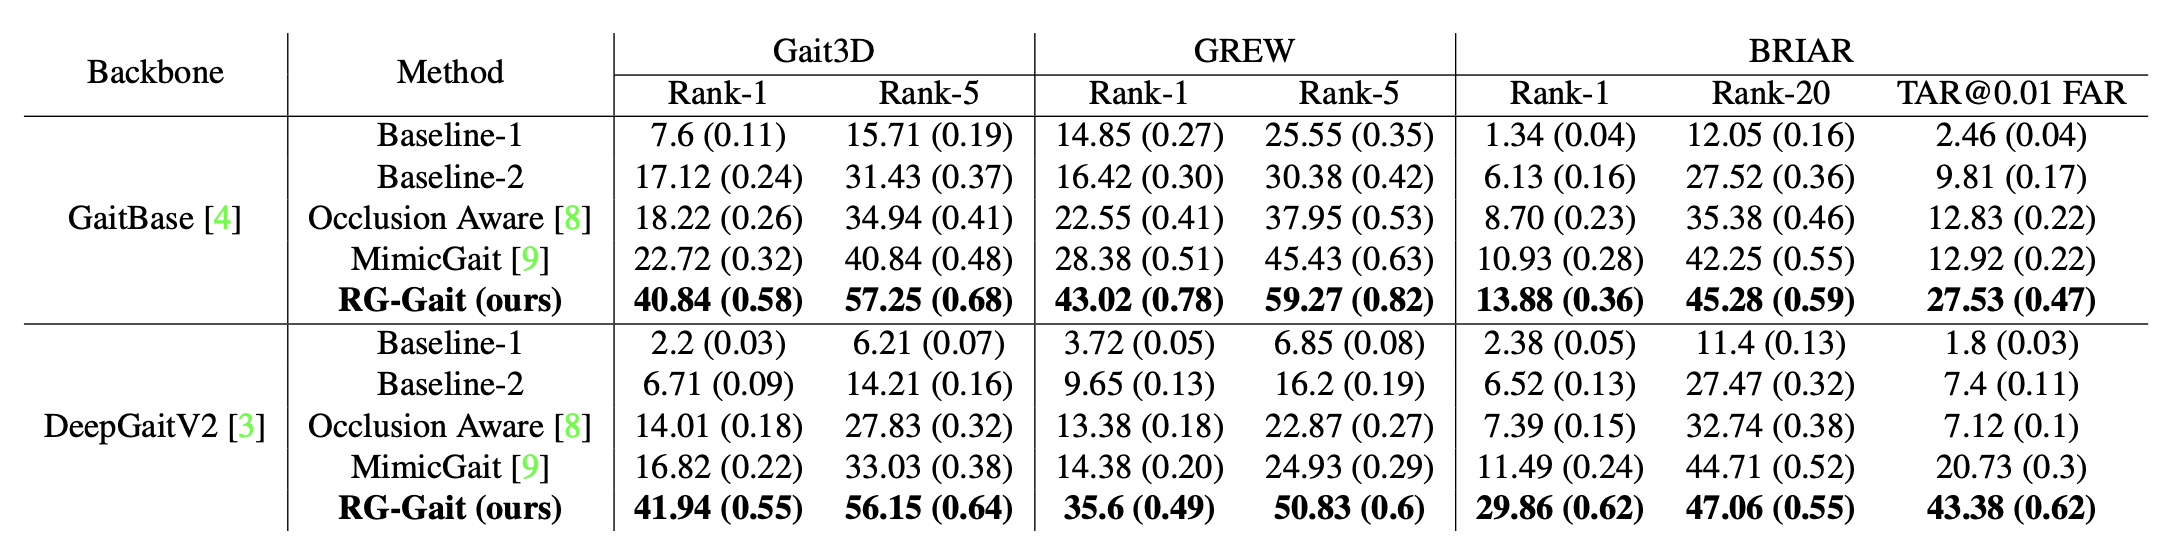 Backbone Method Gait3D GREW BRIAR
Rank-1 Rank-5 Rank-1 Rank-5 Rank-1 Rank-20 TAR@0.01 FAR
Baseline-1 7.6 (0.11) 15.71 (0.19) 14.85 (0.27) 25.55 (0.35) 1.34 (0.04) 12.05 (0.16) 2.46 (0.04)
Baseline-2 17.12 (0.24) 31.43 (0.37) 16.42 (0.30) 30.38 (0.42) 6.13 (0.16) 27.52 (0.36) 9.81 (0.17)
GaitBase [4] Occlusion Aware [8] 18.22 (0.26) 34.94 (0.41) 22.55 (0.41) 37.95 (0.53) 8.70 (0.23) 35.38 (0.46) 12.83 (0.22)
MimicGait [9] 22.72 (0.32) 40.84 (0.48) 28.38 (0.51) 45.43 (0.63) 10.93 (0.28) 42.25 (0.55) 12.92 (0.22)
RG-Gait (ours) 40.84 (0.58) 57.25 (0.68) 43.02 (0.78) 59.27 (0.82) 13.88 (0.36) 45.28 (0.59) 27.53 (0.47)
Baseline-1 2.2 (0.03) 6.21 (0.07) 3.72 (0.05) 6.85 (0.08) 2.38 (0.05) 11.4 (0.13) 1.8 (0.03)
Baseline-2 6.71 (0.09) 14.21 (0.16) 9.65 (0.13) 16.2 (0.19) 6.52 (0.13) 27.47 (0.32) 7.4 (0.11)
DeepGaitV2 [3] Occlusion Aware [8] 14.01 (0.18) 27.83 (0.32) 13.38 (0.18) 22.87 (0.27) 7.39 (0.15) 32.74 (0.38) 7.12 (0.1)
MimicGait [9] 16.82 (0.22) 33.03 (0.38) 14.38 (0.20) 24.93 (0.29) 11.49 (0.24) 44.71 (0.52) 20.73 (0.3)
RG-Gait (ours) 41.94 (0.55) 56.15 (0.64) 35.6 (0.49) 50.83 (0.6) 29.86 (0.62) 47.06 (0.55) 43.38 (0.62)